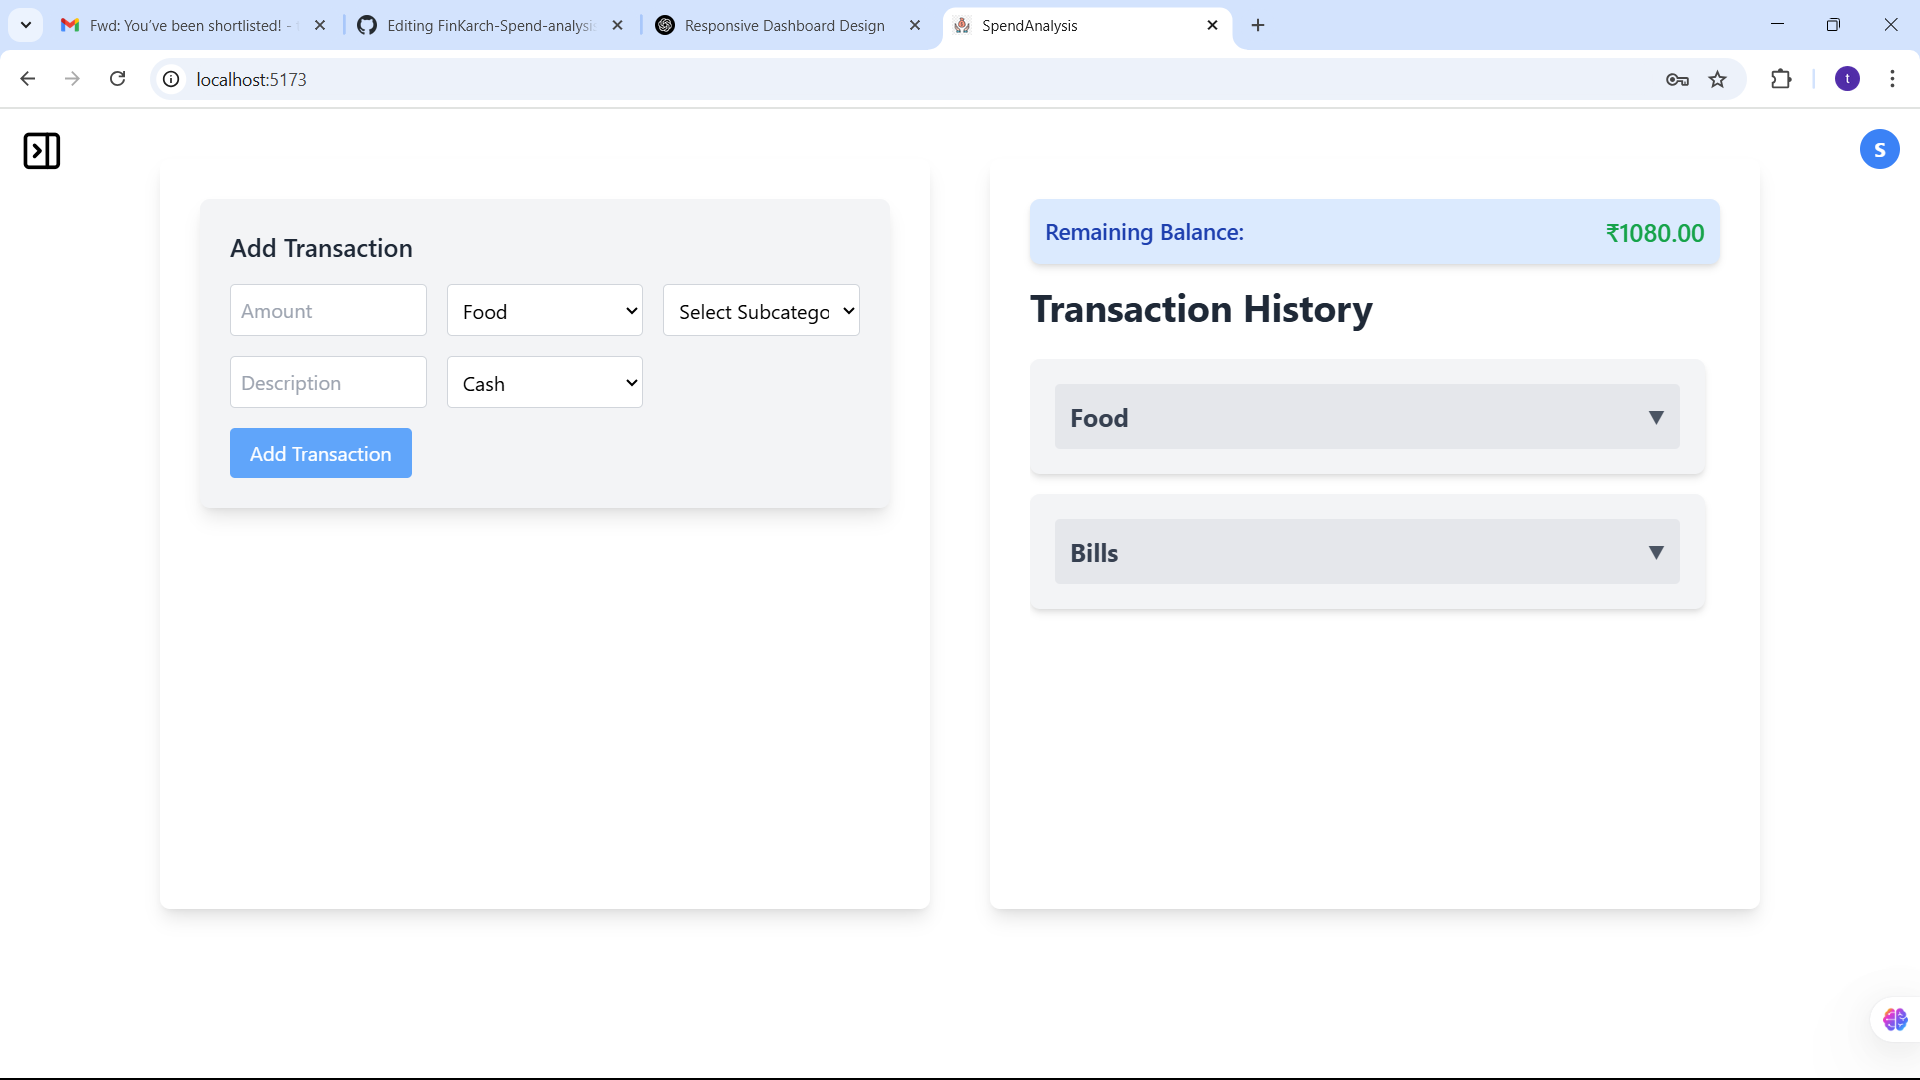 Fwd: You've been shortlisted! -
Editing FinKarch-Spend-analysis
Responsive Dashboard Design
SpendAnalysis
localhost:5173
t
S
Add Transaction
Amount
Food
Select Subcatego
Description
Cash
Add Transaction
Remaining Balance:
₹1080.00
Transaction History
Food
Bills